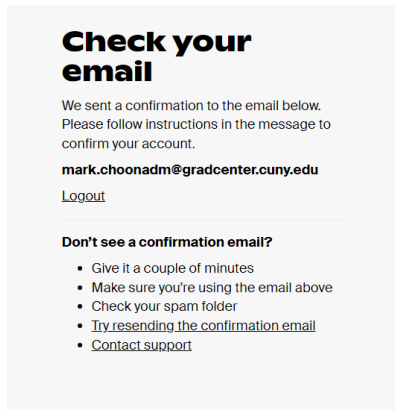 Check your
email
We sent a confirmation to the email below.
Please follow instructions in the message to
confirm your account.
mark.choonadm@gradcenter.cuny.edu
Logout
Don’t see a confirmation email?
• Give it a couple of minutes
• Make sure you’re using the email above
• Check your spam folder
• Try resending the confirmation email
• Contact support